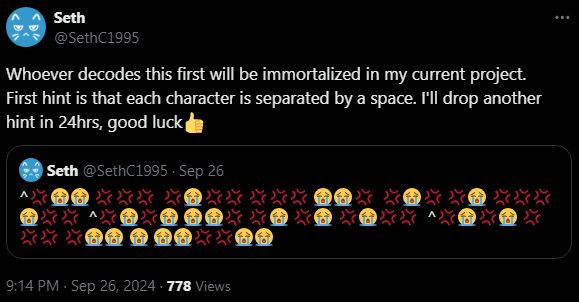 Seth
@SethC1995
Whoever decodes this first will be immortalized in my current project.
First hint is that each character is separated by a space. I'll drop another
hint in 24hrs, good luck👍
Seth @SethC1995 · Sep 26
^💢😭😭 💢💢💢  💢😭💢💢 💢💢💢 😭😭💢  💢😭💢 💢😭 💢💢💢
😭💢💢  ^💢😭💢😭 😭😭💢 💢😭 💢😭 💢😭💢💢  ^💢😭💢😭 💢
💢💢 💢😭😭 😭 😭😭💢💢😭😭
9:14 PM · Sep 26, 2024 · 778 Views